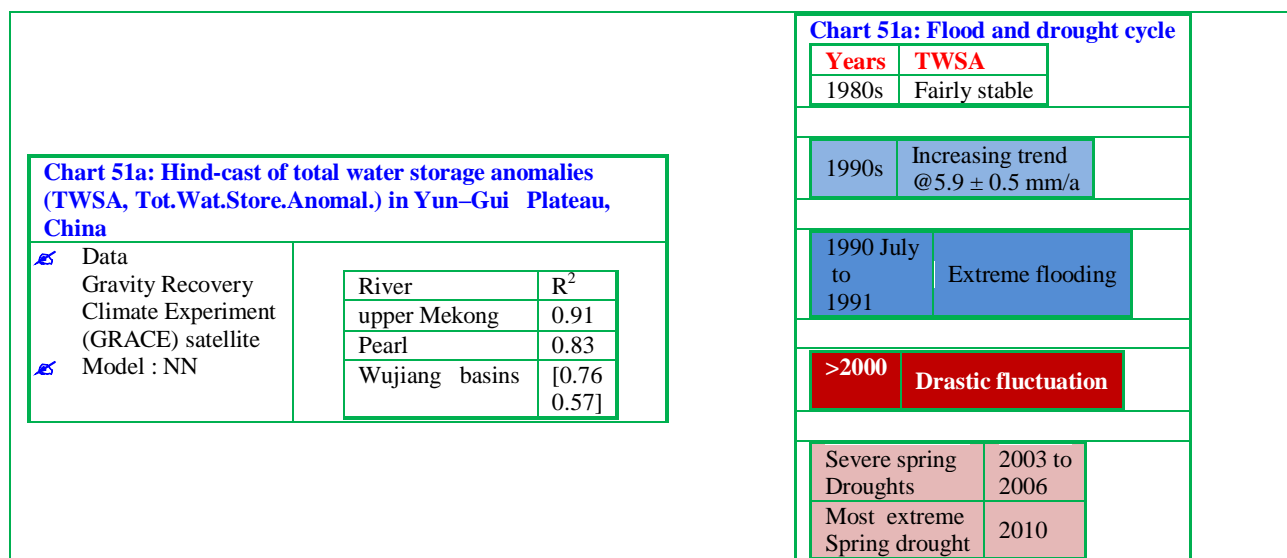 Chart 51a: Hind-cast of total water storage anomalies
(TWSA, Tot.Wat.Store.Anomal.) in Yun–Gui Plateau,
China
Data
Gravity Recovery
Climate Experiment
(GRACE) satellite
Model : NN
River R²
upper Mekong 0.91
Pearl 0.83
Wujiang basins [0.76
0.57]
Chart 51a: Flood and drought cycle
Years TWSA
1980s Fairly stable
1990s Increasing trend
@5.9 ± 0.5 mm/a
1990 July
to
1991
Extreme flooding
>2000 Drastic fluctuation
Severe spring
Droughts
2003 to
2006
Most extreme
Spring drought
2010